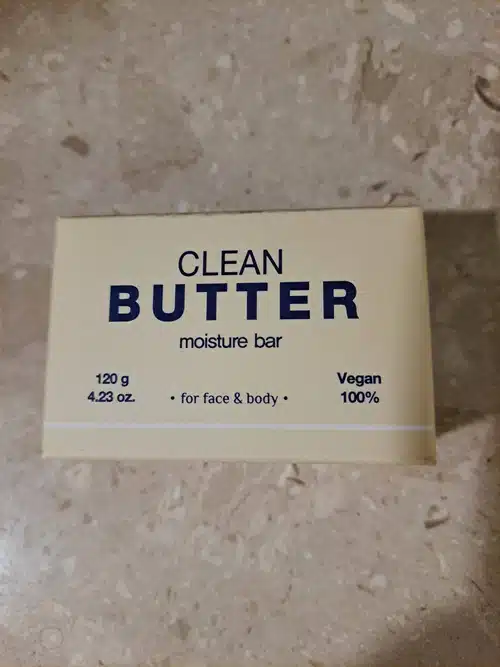 CLEAN
BUTTER
moisture bar
120 g
4.23 oz.
• for face & body •
Vegan
100%